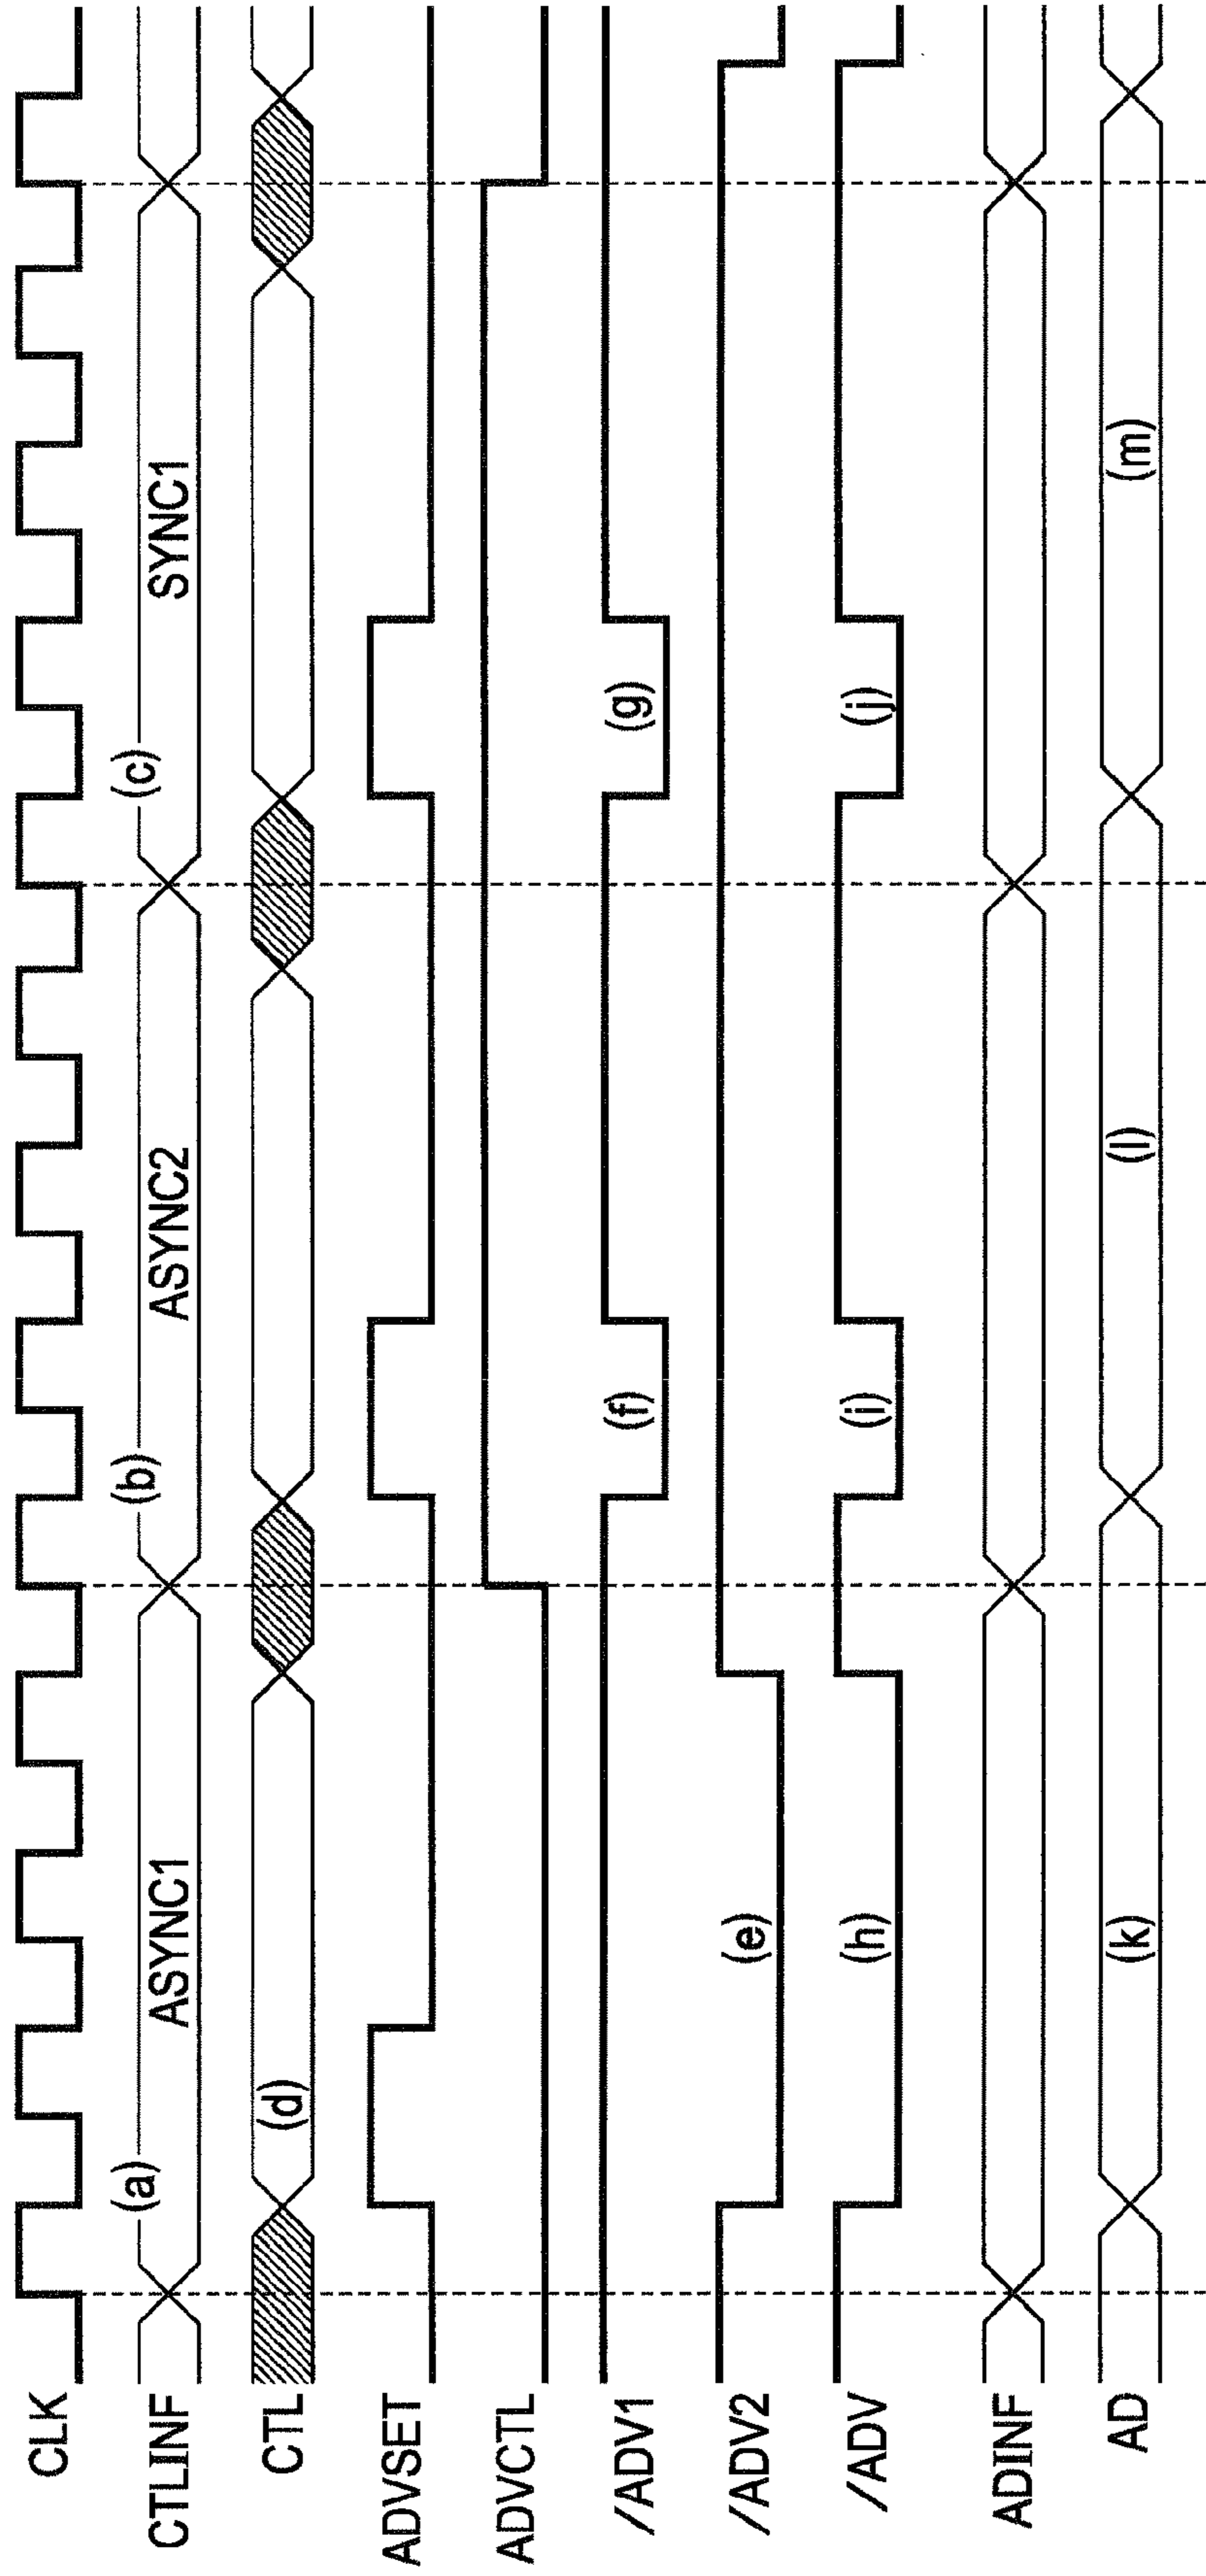 CLK
CTLINF (a) ASYNC1 (b) ASYNC2 (c) SYNC1
CTL (d)
ADVSET
ADVCTL
/ADV1 (f) (g)
/ADV2 (e)
/ADV (h) (i) (j)
ADINF
AD (k) (l) (m)